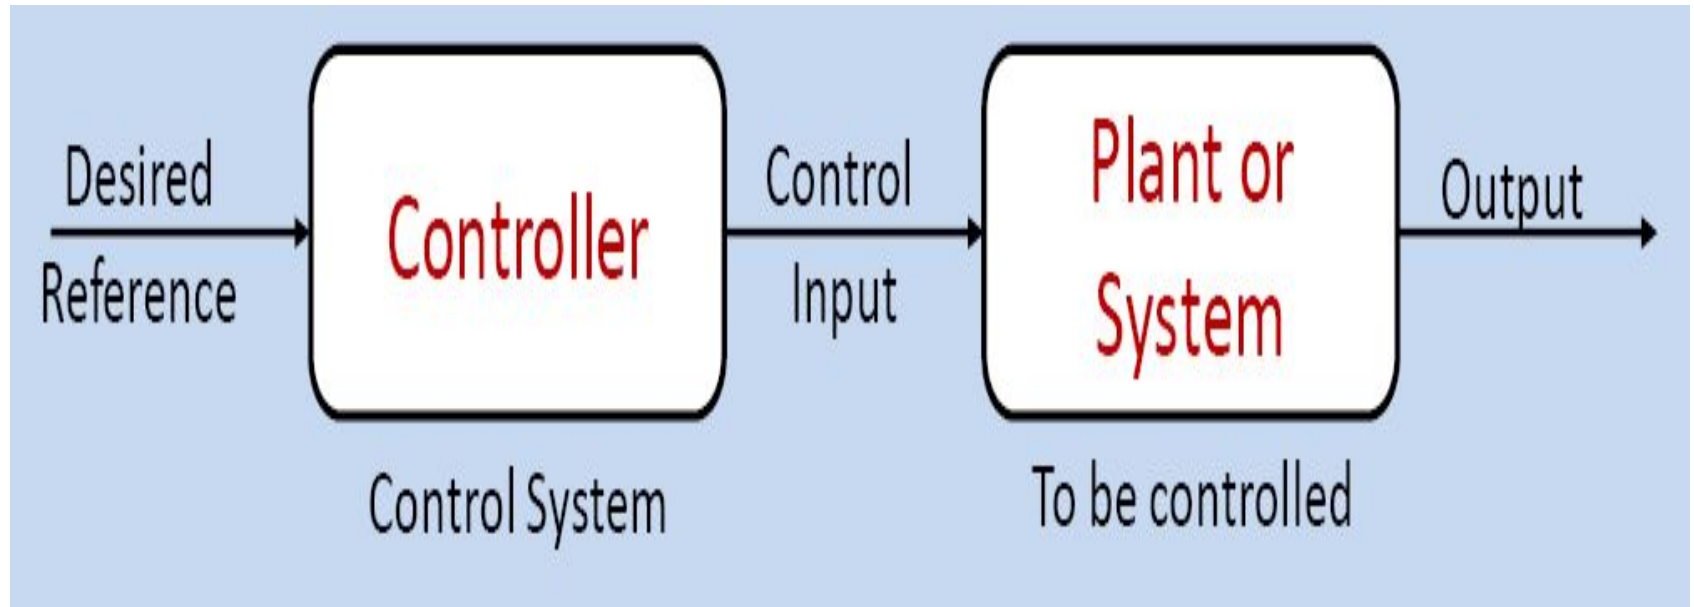 Desired
Reference
Controller
Control System
Control
Input
Plant or
System
To be controlled
Output